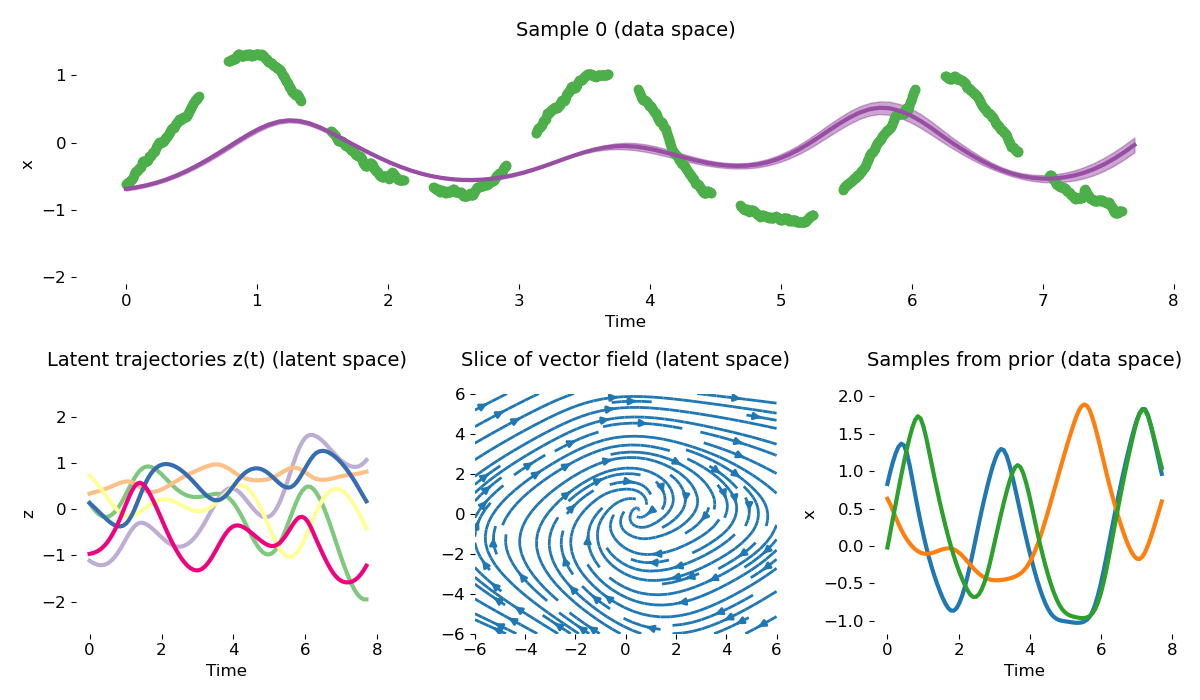 Sample 0 (data space)
x
1
0
−1
−2
0 1 2 3 4 5 6 7 8
Time
Latent trajectories z(t) (latent space)
z
2
1
0
−1
−2
0 2 4 6 8
Time
Slice of vector field (latent space)
6
4
2
0
−2
−4
−6
−6 −4 −2 0 2 4 6
Samples from prior (data space)
x
2.0
1.5
1.0
0.5
0.0
−0.5
−1.0
0 2 4 6 8
Time